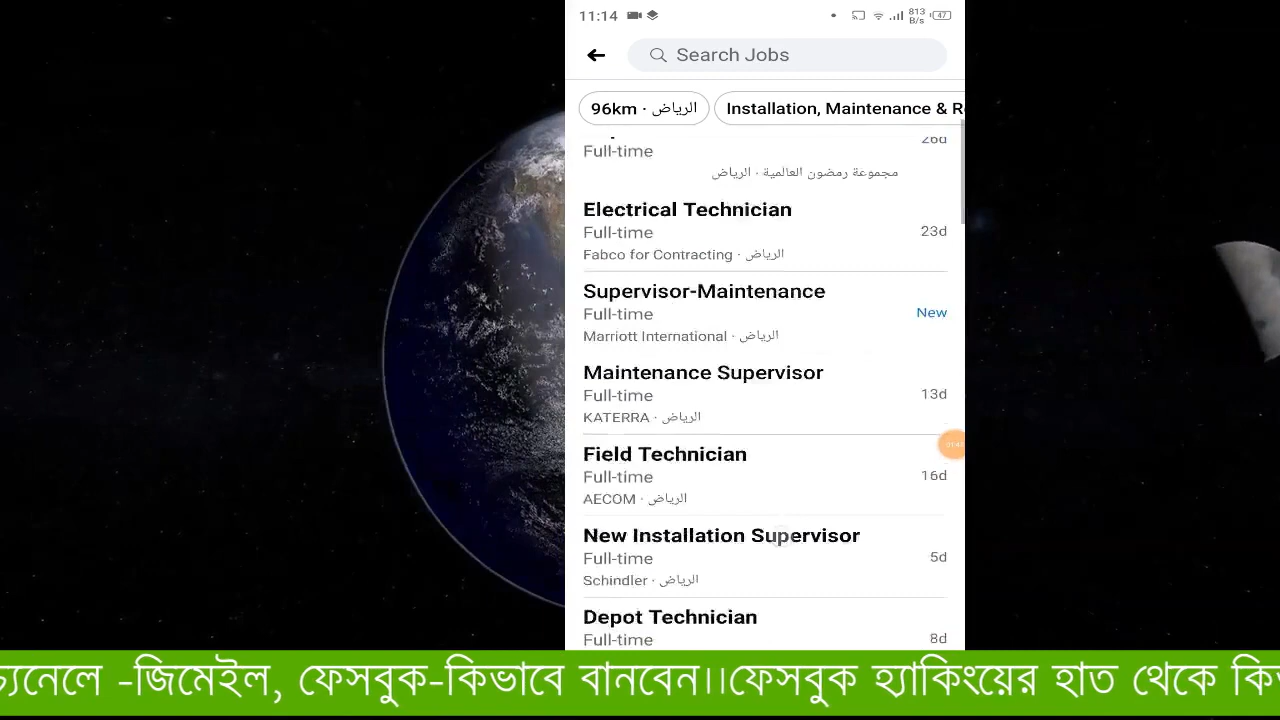 11:14
813 B/s
47
Search Jobs
96km · الرياض
Installation, Maintenance & R
26d
Full-time
مجموعة رمضون العالمية · الرياض
Electrical Technician
Full-time
23d
Fabco for Contracting · الرياض
Supervisor-Maintenance
Full-time
New
Marriott International · الرياض
Maintenance Supervisor
Full-time
13d
KATERRA · الرياض
Field Technician
Full-time
16d
AECOM · الرياض
New Installation Supervisor
Full-time
5d
Schindler · الرياض
Depot Technician
Full-time
8d
চ্যনেলে -জিমেইল, ফেসবুক-কিভাবে বানবেন।।ফেসবুক হ্যাকিংয়ের হাত থেকে